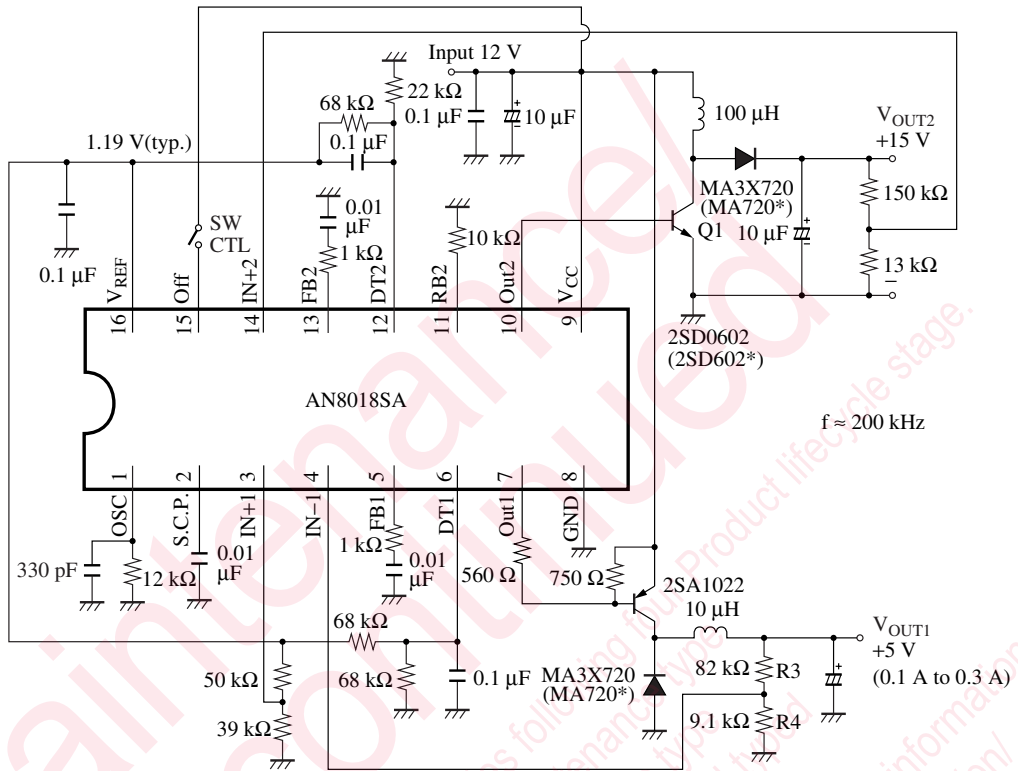 Input 12 V
22 kΩ
68 kΩ
0.1 µF
0.1 µF
10 µF
100 µH
VOUT2
+15 V
1.19 V(typ.)
MA3X720
(MA720*)
150 kΩ
0.01
µF
SW
CTL
10 kΩ
Q1
10 µF
1 kΩ
13 kΩ
0.1 µF
VREF
Off
IN+2
FB2
DT2
RB2
Out2
VCC
16
15
14
13
12
11
10
9
2SD0602
(2SD602*)
AN8018SA
f ≈ 200 kHz
1
2
3
4
5
6
7
8
OSC
S.C.P.
IN+1
IN−1
FB1
DT1
Out1
GND
330 pF
12 kΩ
0.01
µF
1 kΩ
0.01
µF
560 Ω
750 Ω
2SA1022
10 µH
68 kΩ
VOUT1
+5 V
(0.1 A to 0.3 A)
50 kΩ
68 kΩ
0.1 µF
MA3X720
(MA720*)
82 kΩ
R3
39 kΩ
9.1 kΩ
R4